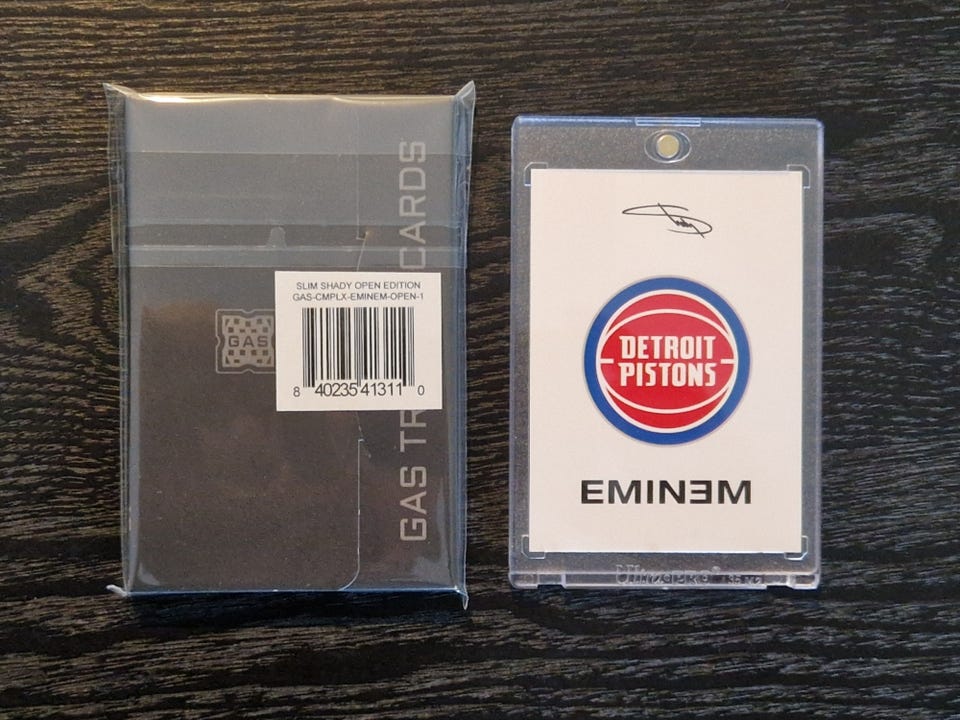 SLIM SHADY OPEN EDITION
GAS-CMPLX-EMINEM-OPEN-1
8 40235 41311 0
GAS
GAS TR CARDS
DETROIT
PISTONS
EMINƎM